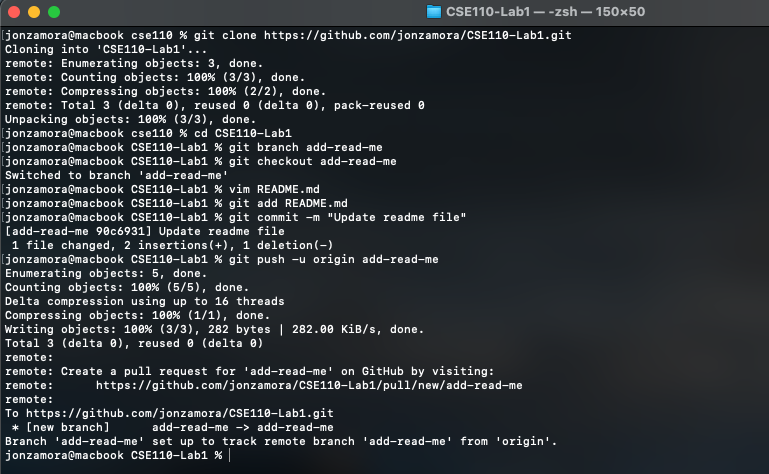 CSE110-Lab1 — -zsh — 150×50
jonzamora@macbook cse110 % git clone https://github.com/jonzamora/CSE110-Lab1.git
Cloning into 'CSE110-Lab1'...
remote: Enumerating objects: 3, done.
remote: Counting objects: 100% (3/3), done.
remote: Compressing objects: 100% (2/2), done.
remote: Total 3 (delta 0), reused 0 (delta 0), pack-reused 0
Unpacking objects: 100% (3/3), done.
jonzamora@macbook cse110 % cd CSE110-Lab1
jonzamora@macbook CSE110-Lab1 % git branch add-read-me
jonzamora@macbook CSE110-Lab1 % git checkout add-read-me
Switched to branch 'add-read-me'
jonzamora@macbook CSE110-Lab1 % vim README.md
jonzamora@macbook CSE110-Lab1 % git add README.md
jonzamora@macbook CSE110-Lab1 % git commit -m "Update readme file"
[add-read-me 90c6931] Update readme file
 1 file changed, 2 insertions(+), 1 deletion(-)
jonzamora@macbook CSE110-Lab1 % git push -u origin add-read-me
Enumerating objects: 5, done.
Counting objects: 100% (5/5), done.
Delta compression using up to 16 threads
Compressing objects: 100% (1/1), done.
Writing objects: 100% (3/3), 282 bytes | 282.00 KiB/s, done.
Total 3 (delta 0), reused 0 (delta 0)
remote:
remote: Create a pull request for 'add-read-me' on GitHub by visiting:
remote:      https://github.com/jonzamora/CSE110-Lab1/pull/new/add-read-me
remote:
To https://github.com/jonzamora/CSE110-Lab1.git
 * [new branch]      add-read-me -> add-read-me
Branch 'add-read-me' set up to track remote branch 'add-read-me' from 'origin'.
jonzamora@macbook CSE110-Lab1 %